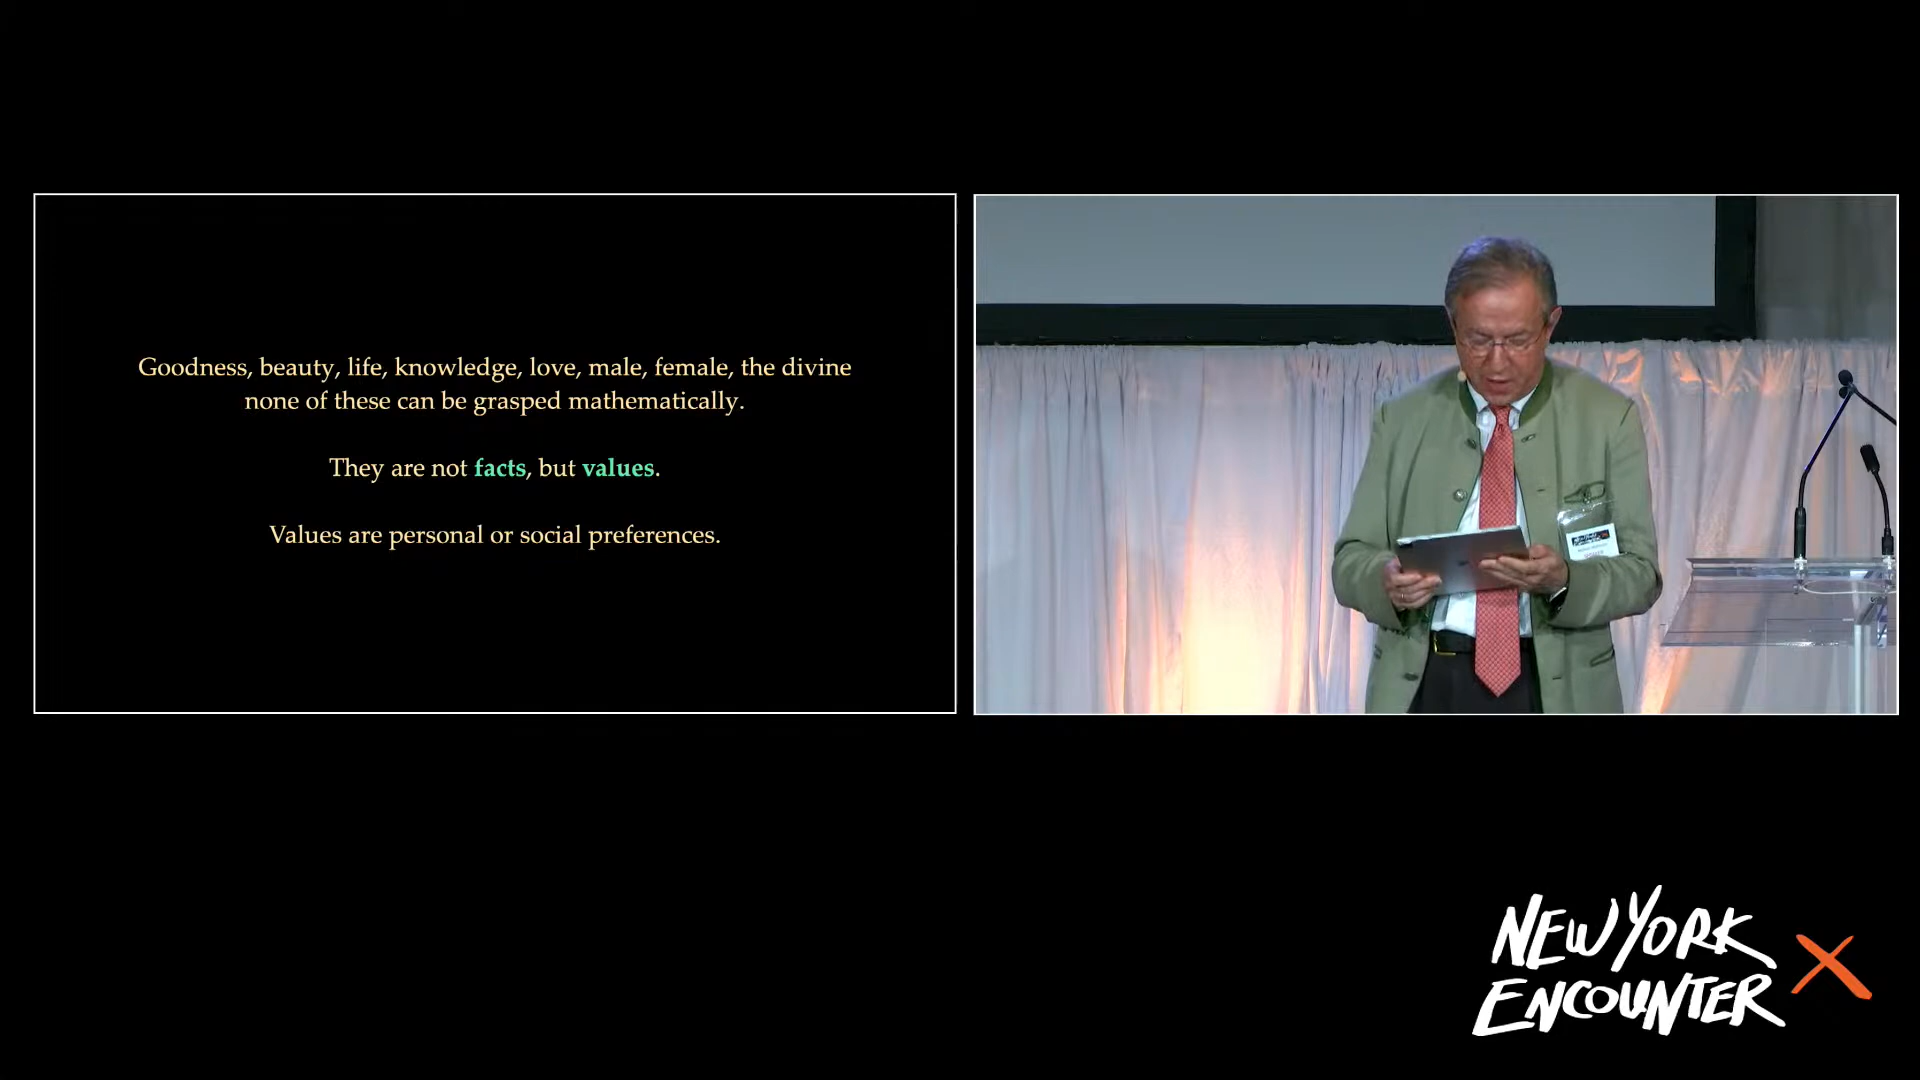 Goodness, beauty, life, knowledge, love, male, female, the divine
none of these can be grasped mathematically.
They are not facts, but values.
Values are personal or social preferences.
NEW YORK
ENCOUNTER